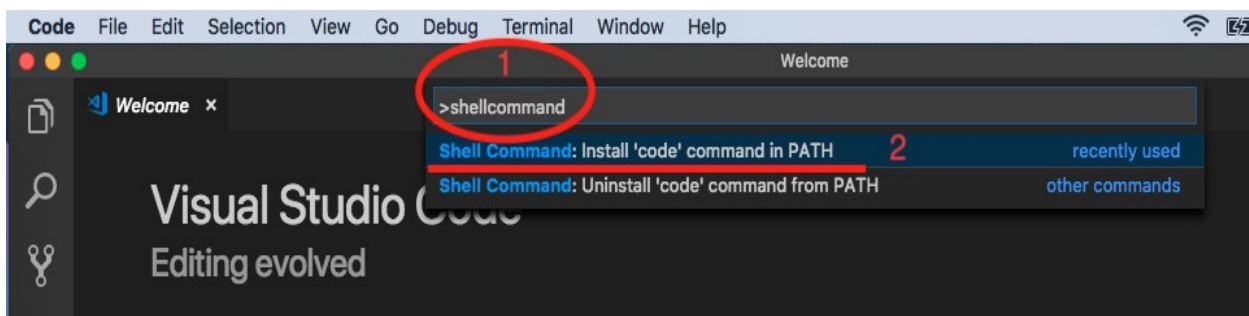 Code File Edit Selection View Go Debug Terminal Window Help
Welcome
1
Welcome ×
>shellcommand
Shell Command: Install 'code' command in PATH 2 recently used
Shell Command: Uninstall 'code' command from PATH other commands
Visual Studio Code
Editing evolved